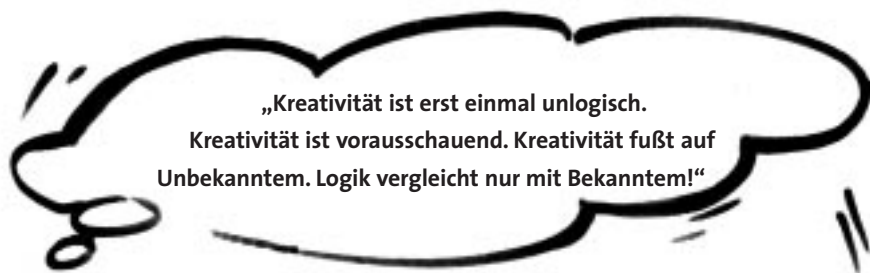 „Kreativität ist erst einmal unlogisch.
Kreativität ist vorausschauend. Kreativität fußt auf
Unbekanntem. Logik vergleicht nur mit Bekanntem!“